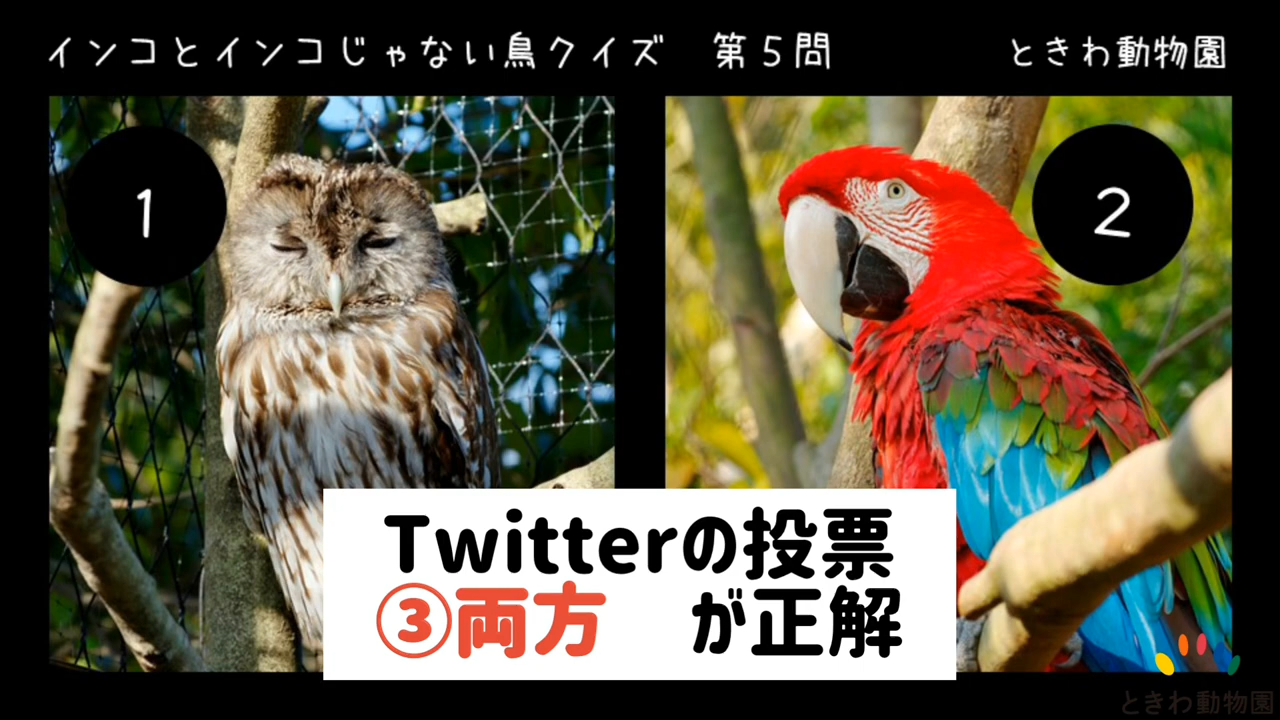 インコとインコじゃない鳥クイズ 第5問
ときわ動物園
1
2
Twitterの投票
③両方 が正解
ときわ動物園